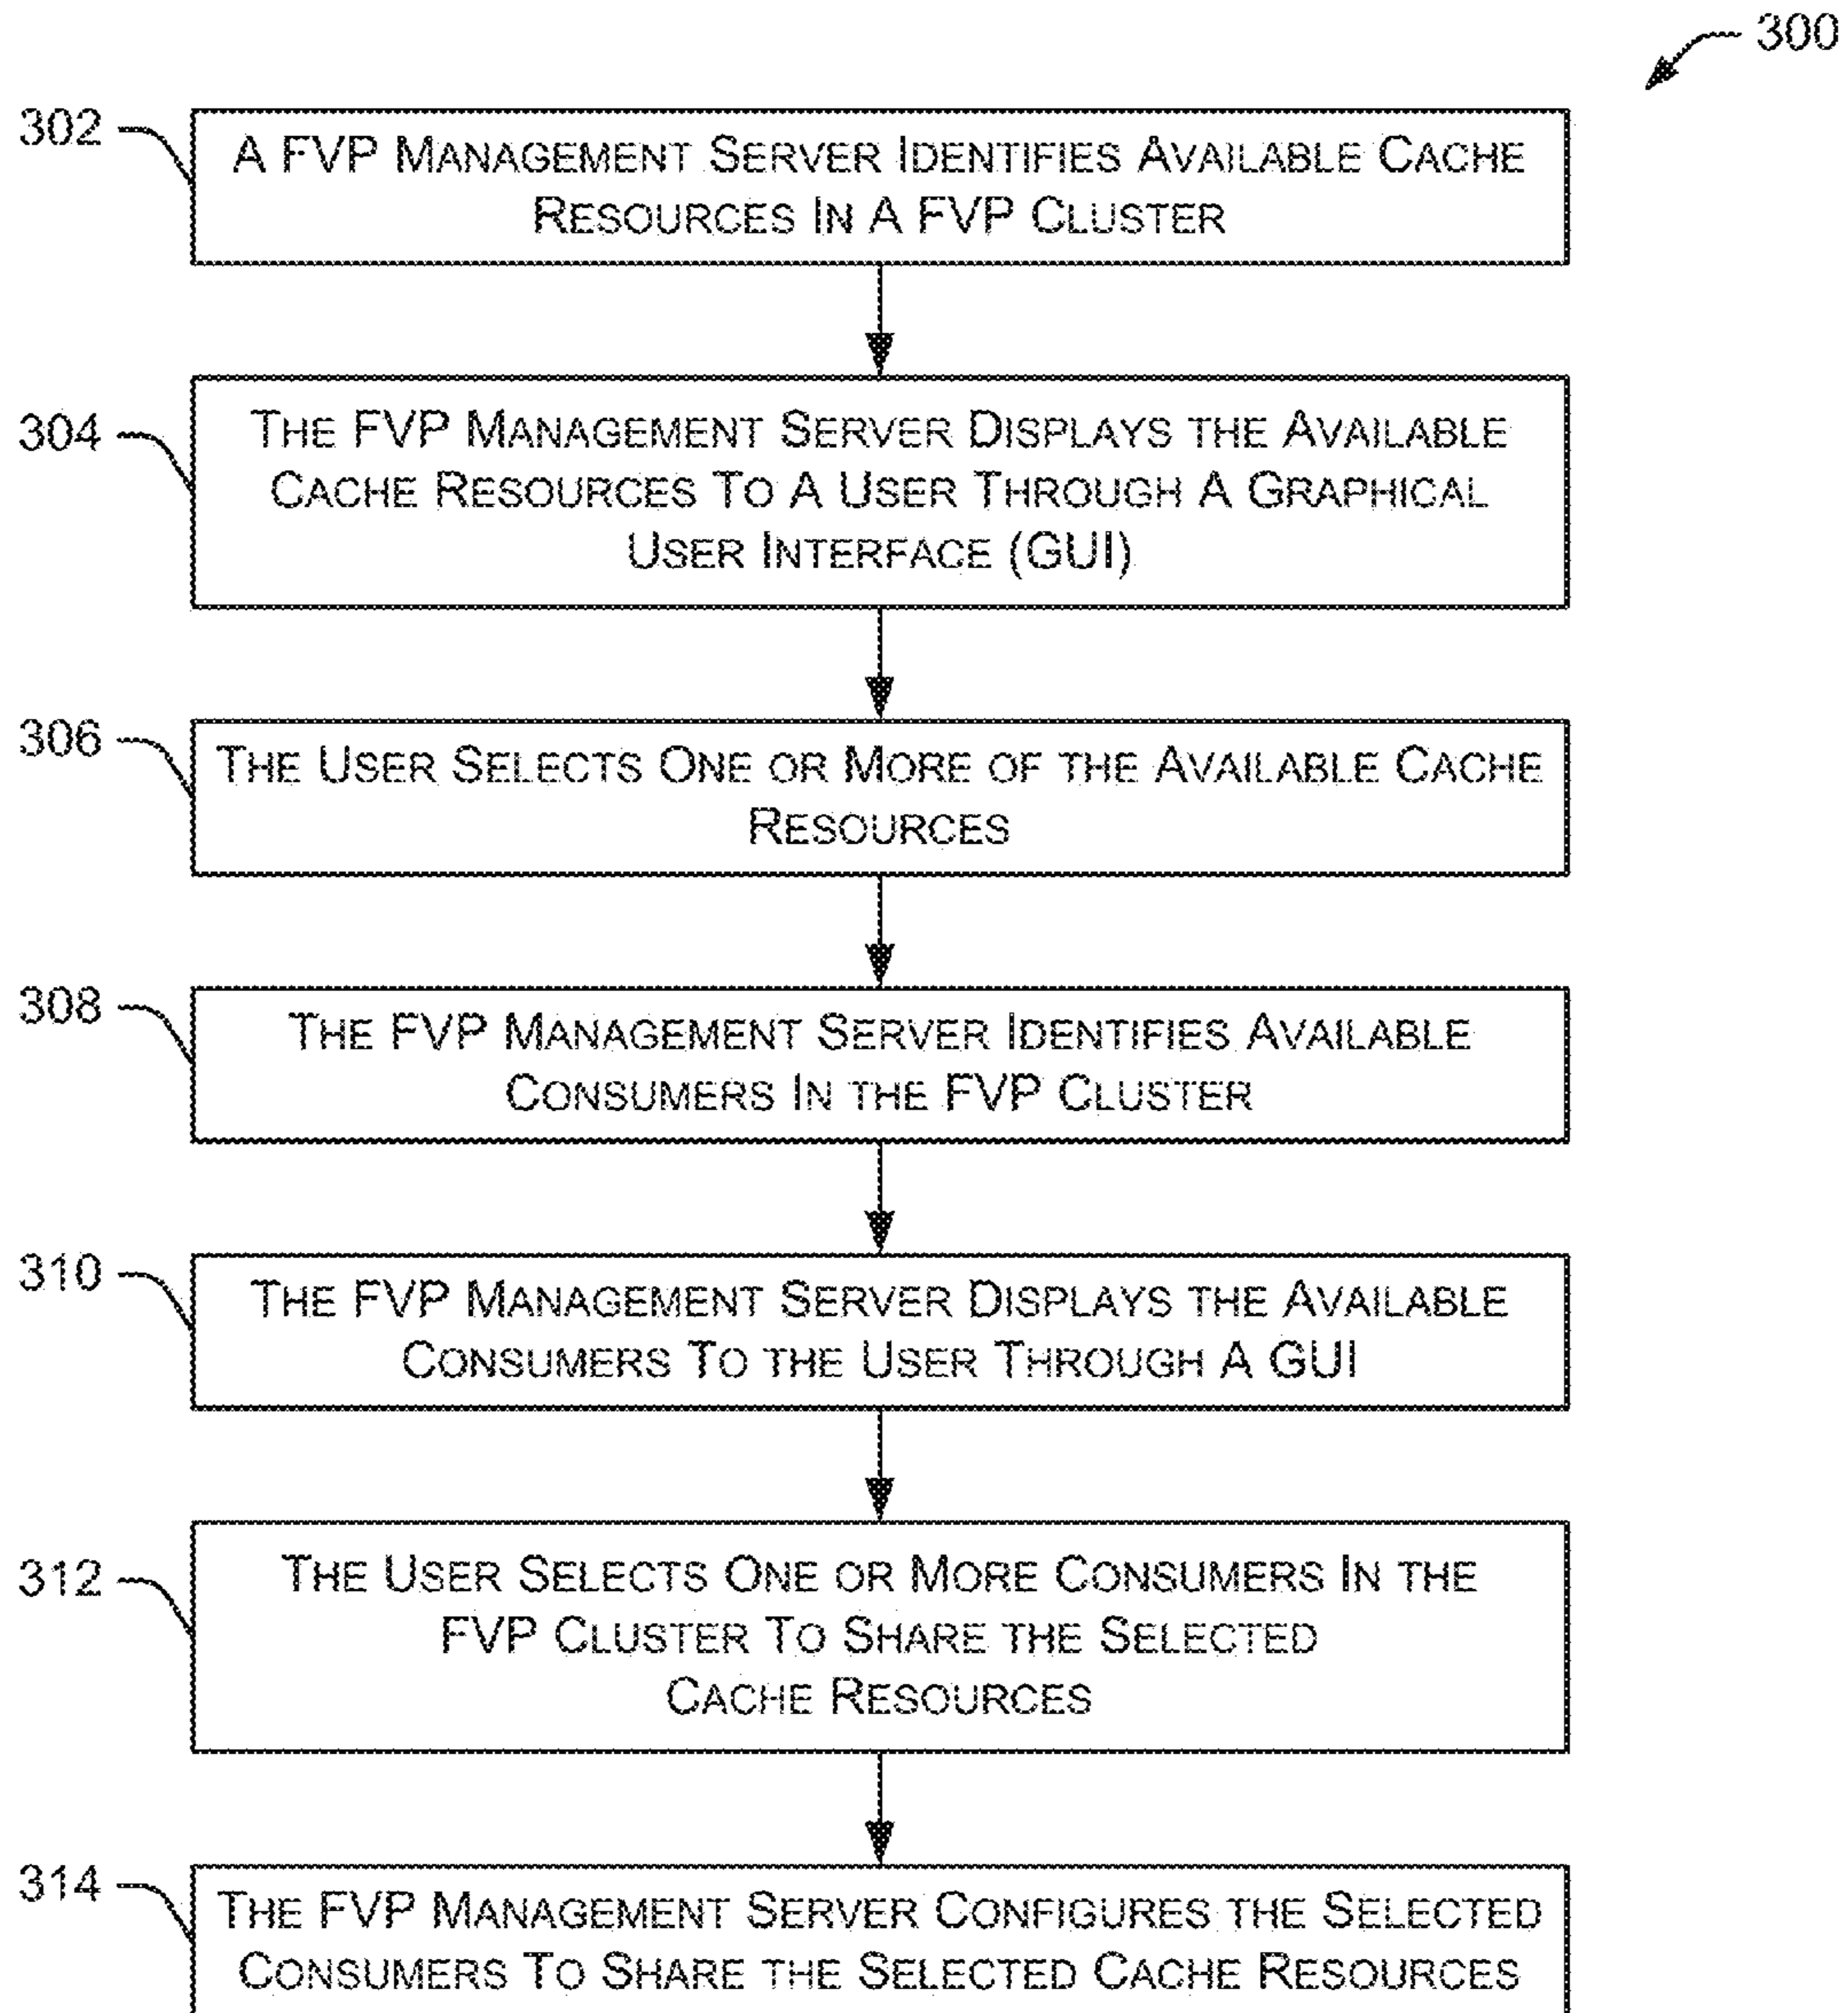 300
302
A FVP MANAGEMENT SERVER IDENTIFIES AVAILABLE CACHE
RESOURCES IN A FVP CLUSTER
304
THE FVP MANAGEMENT SERVER DISPLAYS THE AVAILABLE
CACHE RESOURCES TO A USER THROUGH A GRAPHICAL
USER INTERFACE (GUI)
306
THE USER SELECTS ONE OR MORE OF THE AVAILABLE CACHE
RESOURCES
308
THE FVP MANAGEMENT SERVER IDENTIFIES AVAILABLE
CONSUMERS IN THE FVP CLUSTER
310
THE FVP MANAGEMENT SERVER DISPLAYS THE AVAILABLE
CONSUMERS TO THE USER THROUGH A GUI
312
THE USER SELECTS ONE OR MORE CONSUMERS IN THE
FVP CLUSTER TO SHARE THE SELECTED
CACHE RESOURCES
314
THE FVP MANAGEMENT SERVER CONFIGURES THE SELECTED
CONSUMERS TO SHARE THE SELECTED CACHE RESOURCES